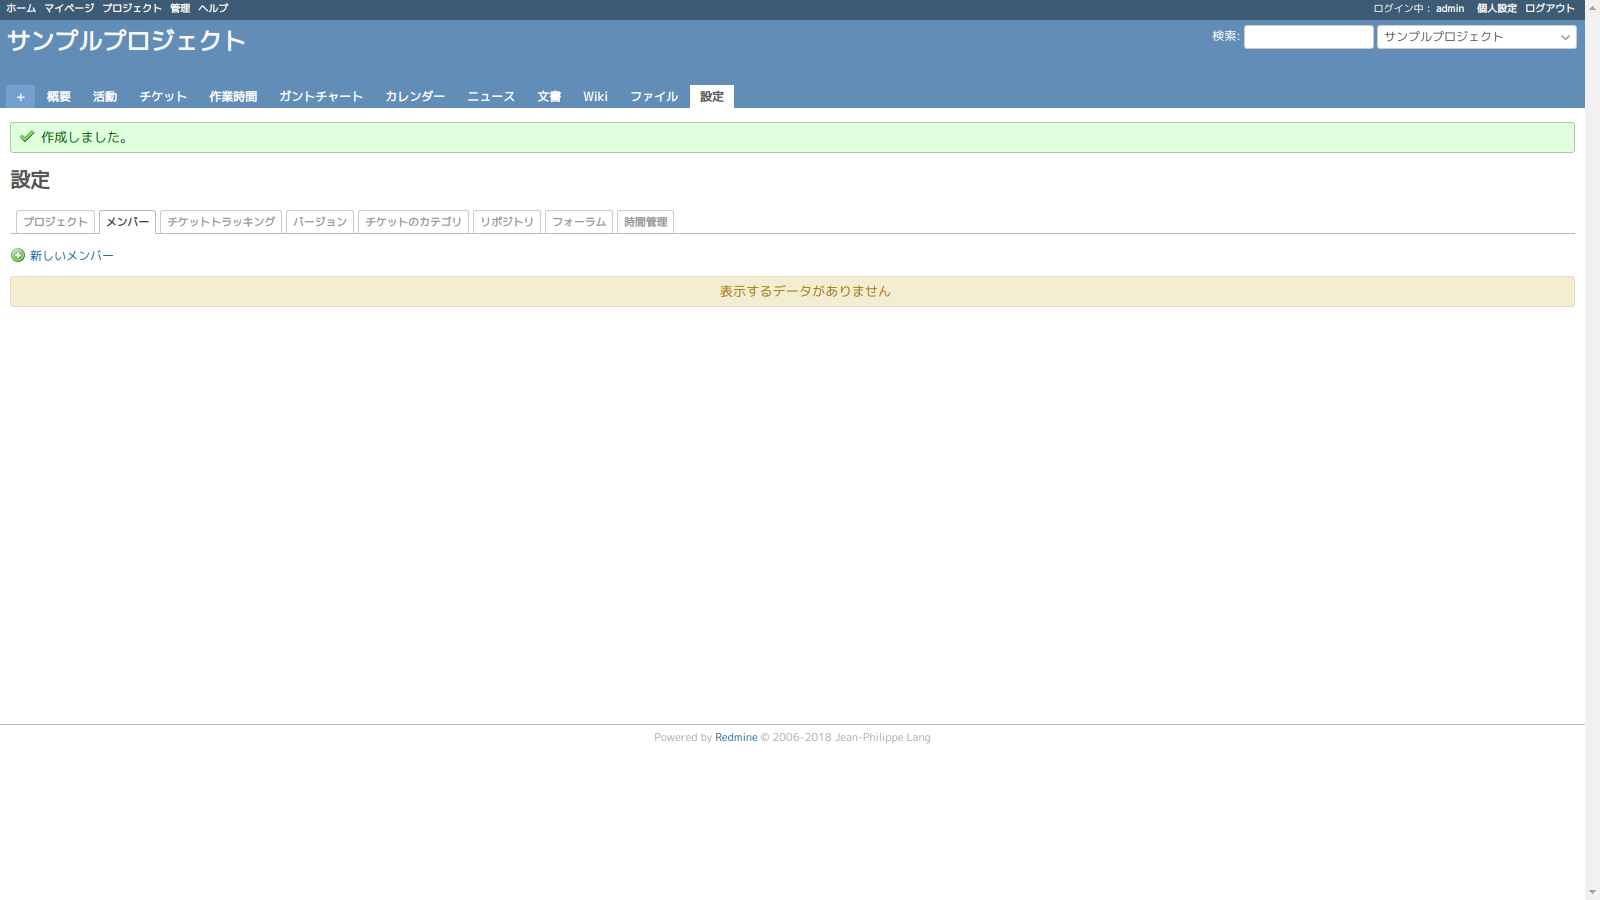 ホーム マイページ プロジェクト 管理 ヘルプ ログイン中： admin 個人設定 ログアウト
サンプルプロジェクト 検索: サンプルプロジェクト
+ 概要 活動 チケット 作業時間 ガントチャート カレンダー ニュース 文書 Wiki ファイル 設定
作成しました。
設定
プロジェクト メンバー チケットトラッキング バージョン チケットのカテゴリ リポジトリ フォーラム 時間管理
新しいメンバー
表示するデータがありません
Powered by Redmine © 2006-2018 Jean-Philippe Lang